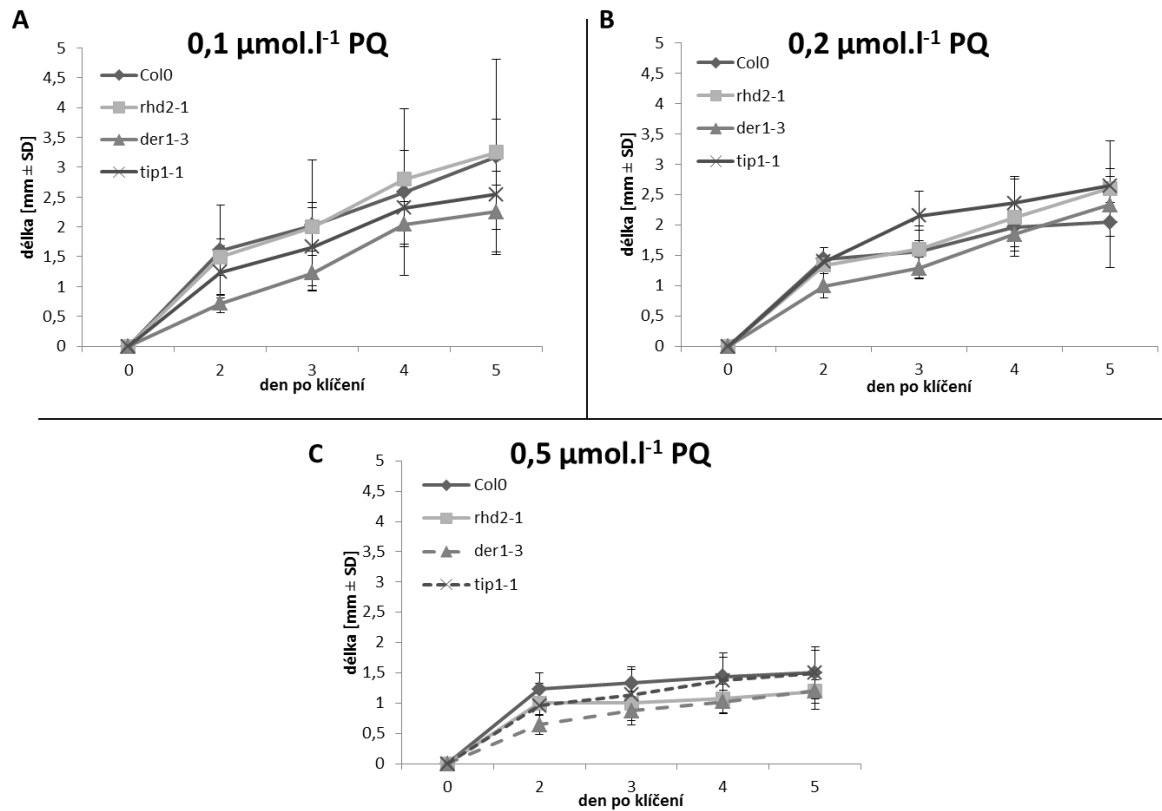 A
0,1 µmol.l⁻¹ PQ
5
4,5
4
3,5
3
2,5
2
1,5
1
0,5
0
délka [mm ± SD]
Col0
rhd2-1
der1-3
tip1-1
0 2 3 4 5
den po klíčení
B
0,2 µmol.l⁻¹ PQ
5
4,5
4
3,5
3
2,5
2
1,5
1
0,5
0
délka [mm ± SD]
Col0
rhd2-1
der1-3
tip1-1
0 2 3 4 5
den po klíčení
C
0,5 µmol.l⁻¹ PQ
5
4,5
4
3,5
3
2,5
2
1,5
1
0,5
0
délka [mm ± SD]
Col0
rhd2-1
der1-3
tip1-1
0 2 3 4 5
den po klíčení